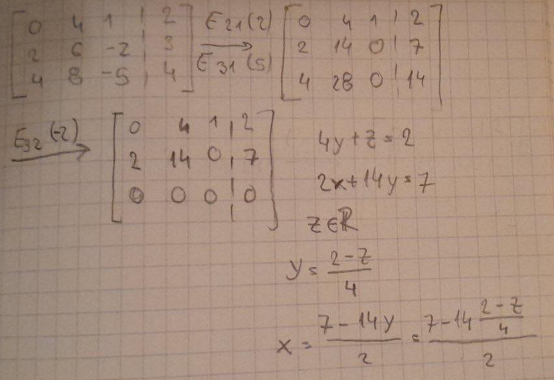 [0 4 1 | 2] E21(2) [0 4 1 | 2]
[2 6 -2 | 3] → [2 14 0 | 7]
[4 8 -5 | 4] E31(5) [4 28 0 | 14]
E32(-2) → [0 4 1 | 2] 4y+z=2
[2 14 0 | 7] 2x+14y=7
[0 0 0 | 0]
z∈ℝ
y = (2-z)/4
x = (7-14y)/2 = (7-14 (2-z)/4)/2